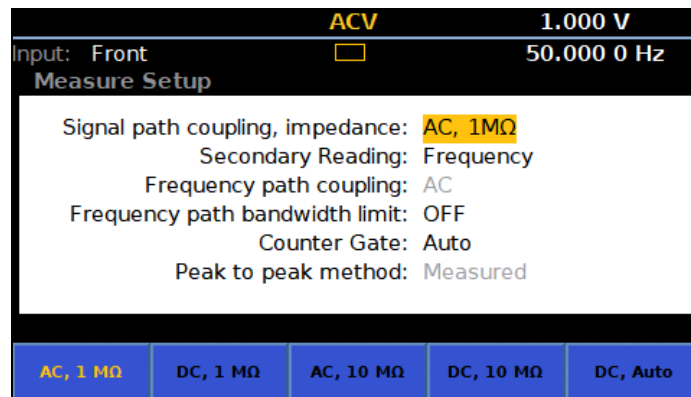 ACV 1.000 V
Input: Front 50.000 0 Hz
Measure Setup
Signal path coupling, impedance: AC, 1MΩ
Secondary Reading: Frequency
Frequency path coupling: AC
Frequency path bandwidth limit: OFF
Counter Gate: Auto
Peak to peak method: Measured
AC, 1 MΩ DC, 1 MΩ AC, 10 MΩ DC, 10 MΩ DC, Auto